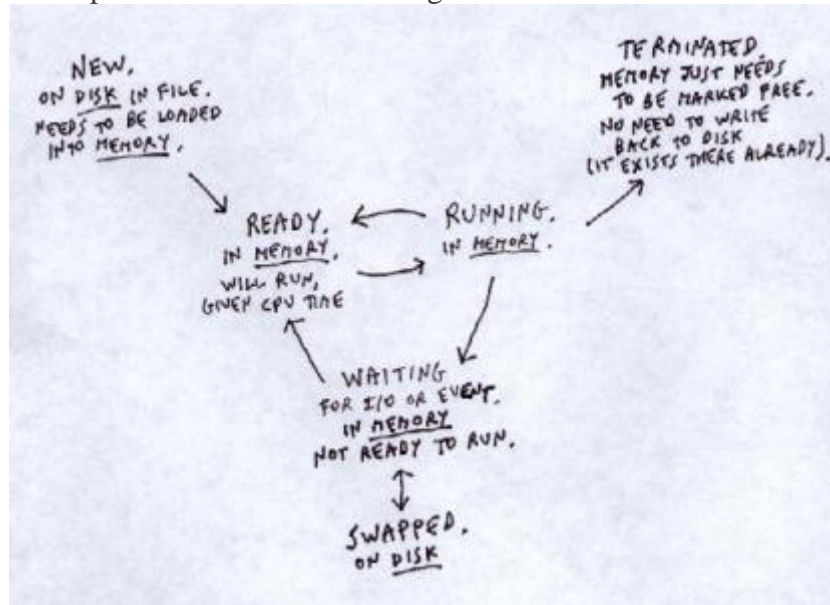 NEW.
ON DISK IN FILE.
NEEDS TO BE LOADED
INTO MEMORY.
TERMINATED.
MEMORY JUST NEEDS
TO BE MARKED FREE.
NO NEED TO WRITE
BACK TO DISK
(IT EXISTS THERE ALREADY).
READY.
IN MEMORY.
WILL RUN,
GIVEN CPU TIME
RUNNING.
IN MEMORY.
WAITING
FOR I/O OR EVENT.
IN MEMORY
NOT READY TO RUN.
SWAPPED.
ON DISK